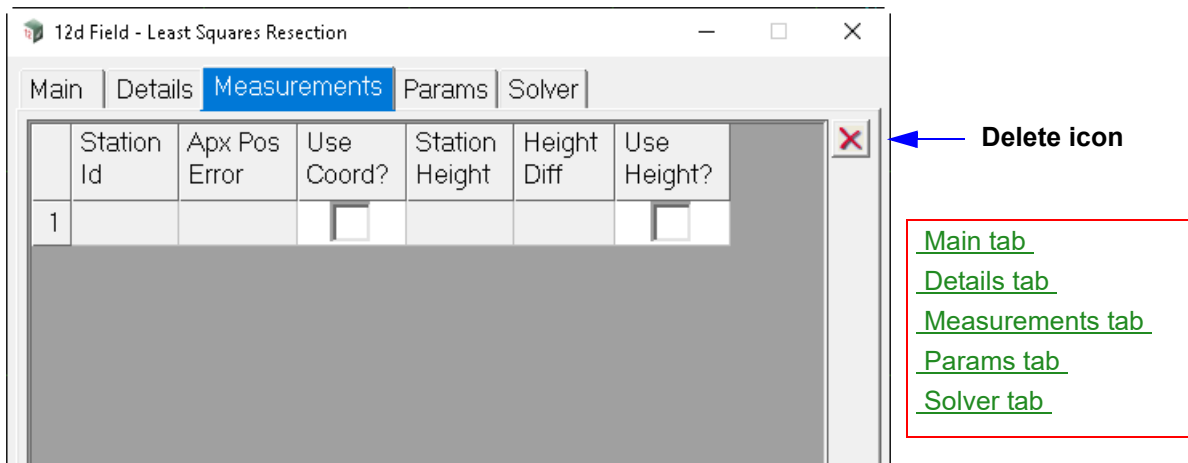 12d Field - Least Squares Resection
Main Details Measurements Params Solver
Station Id Apx Pos Error Use Coord? Station Height Height Diff Use Height?
1
Delete icon
Main tab
Details tab
Measurements tab
Params tab
Solver tab